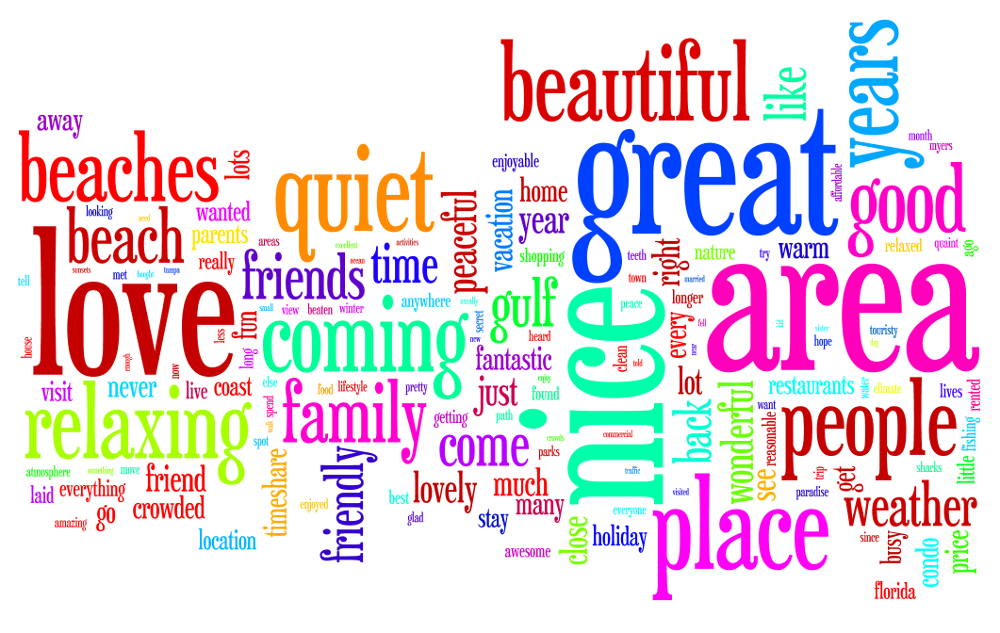 away
beaches
lots
looking
need
wanted
beach
parents
really
sunsets
met
bought
tampa
tell
love
house
enough
now
less
fun
long
quiet
areas
excellent
activities
ocean
friends
time
peaceful
small
view
beaten
winter
anywhere
usually
coming
secret
new
beautiful
like
years
month
myers
enjoyable
home
vacation
year
shopping
great
affordable
good
relaxed
quaint
ago
teeth
right
nature
try
warm
town
married
gulf
heard
fantastic
peace
longer
every
fell
near
clean
told
nice
area
kid
sister
hope
touristy
day
visit
never
live
coast
else
food
lifestyle
pretty
just
enjoy
found
path
relaxing
spend
walk
spot
family
getting
come
crowds
parks
commercial
lot
back
wonderful
restaurants
water
climate
lives
rented
want
reasonable
people
fishing
little
sharks
atmosphere
something
move
friend
laid
everything
go
crowded
amazing
location
timeshare
enjoyed
friendly
best
lovely
glad
much
many
stay
awesome
close
traffic
visited
everyone
holiday
place
see
paradise
trip
get
weather
since
busy
condo
price
florida